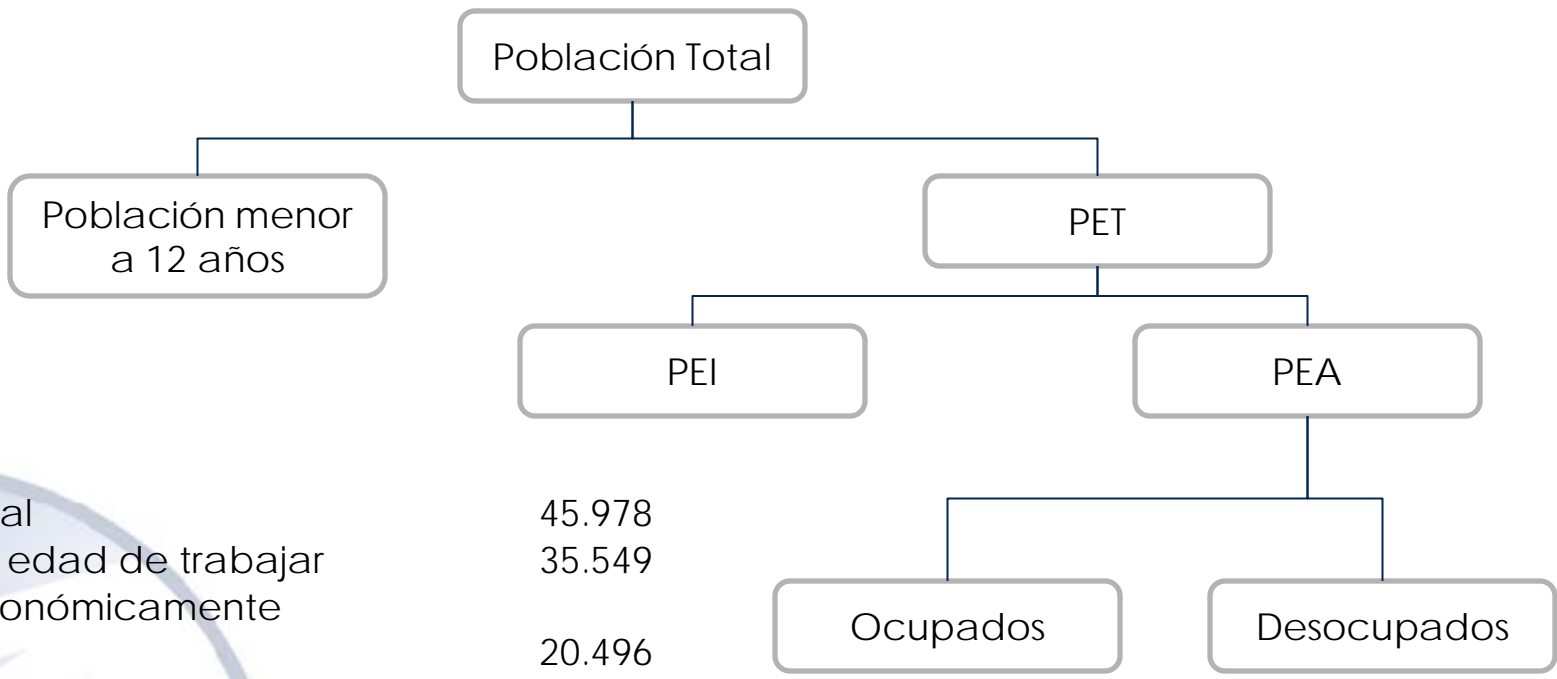 Población Total
Población menor
a 12 años
PET
PEI
PEA
al 45.978
edad de trabajar 35.549
onómicamente
20.496
Ocupados
Desocupados